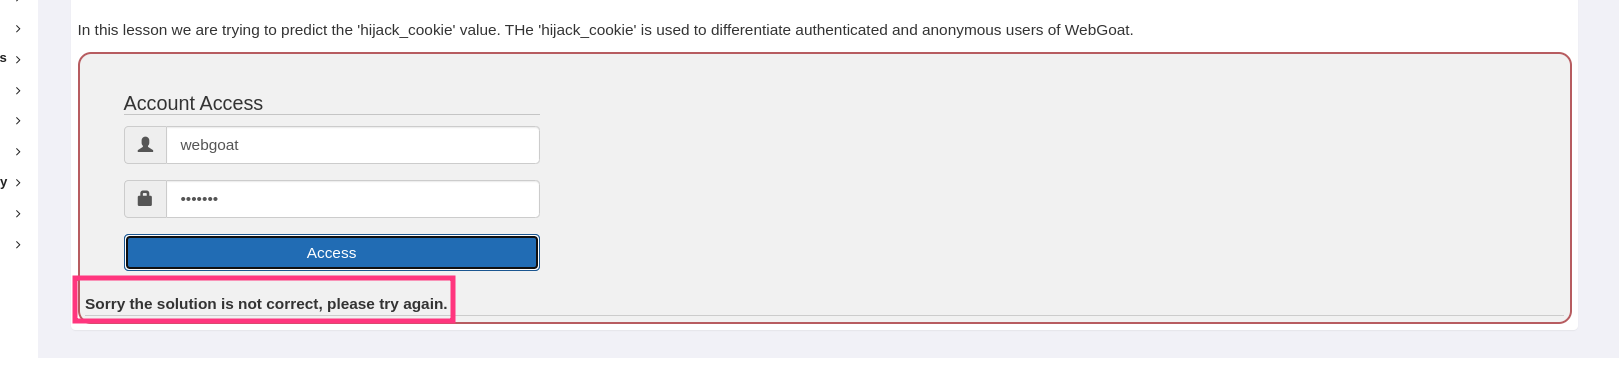 In this lesson we are trying to predict the 'hijack_cookie' value. THe 'hijack_cookie' is used to differentiate authenticated and anonymous users of WebGoat.
s
Account Access
webgoat
y
•••••••
Access
Sorry the solution is not correct, please try again.